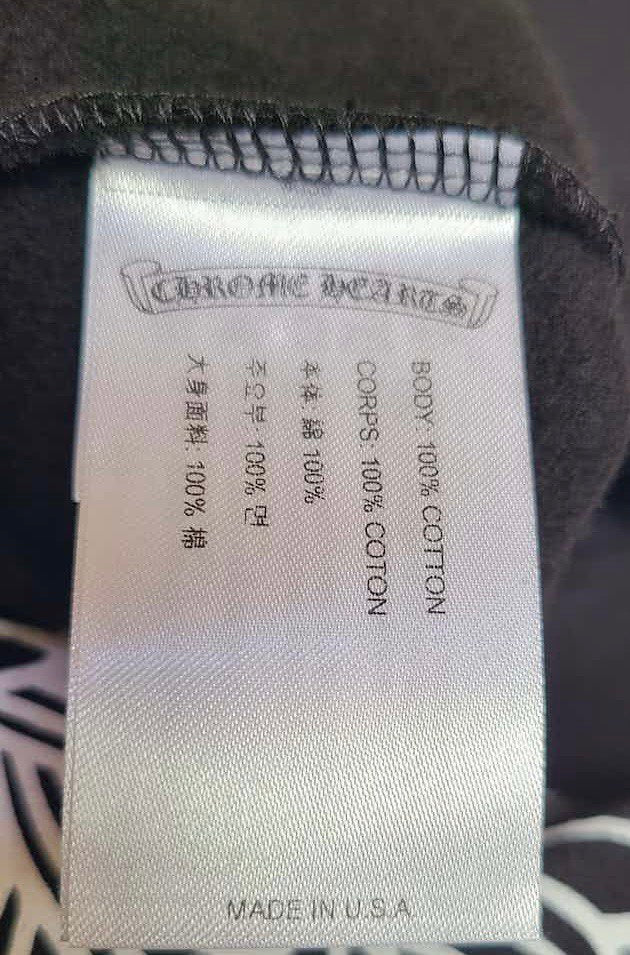 CHROME HEARTS
BODY: 100% COTTON
CORPS: 100% COTON
本体: 綿 100%
주요부: 100% 면
大身面料: 100% 棉
MADE IN U.S.A.